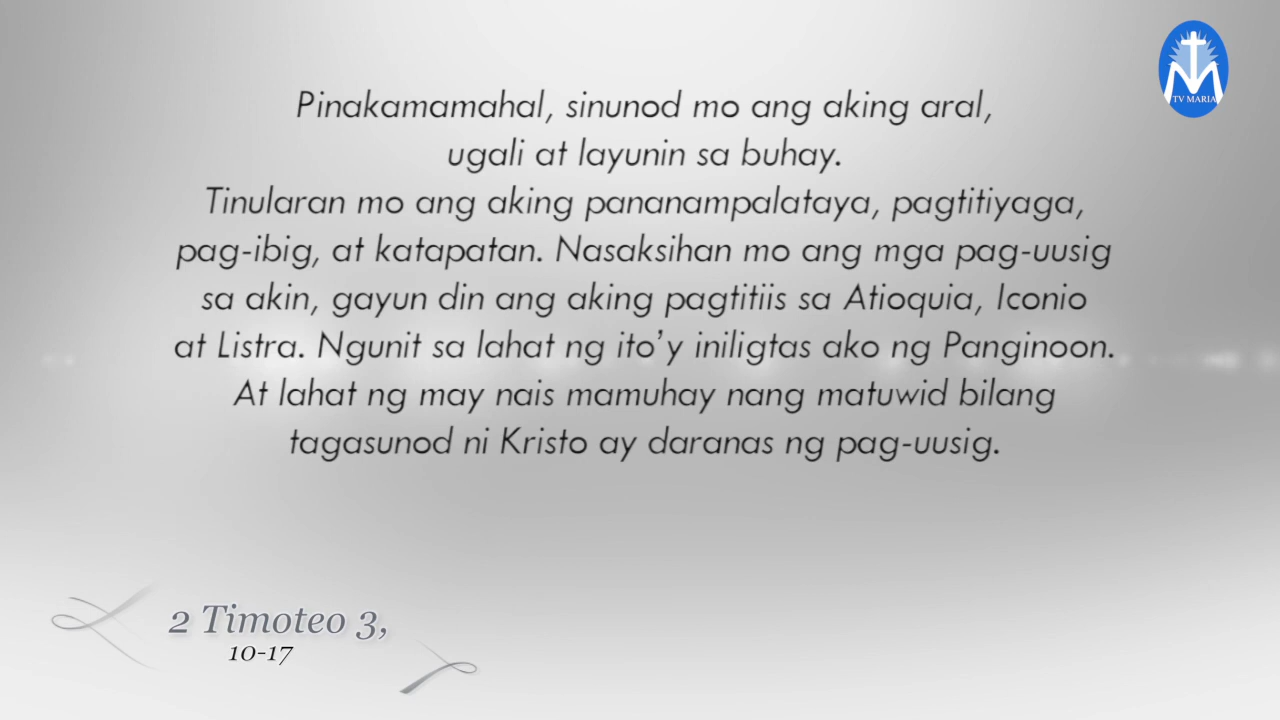 TV MARIA
Pinakamamahal, sinunod mo ang aking aral,
ugali at layunin sa buhay.
Tinularan mo ang aking pananampalataya, pagtitiyaga,
pag-ibig, at katapatan. Nasaksihan mo ang mga pag-uusig
sa akin, gayun din ang aking pagtitiis sa Atioquia, Iconio
at Listra. Ngunit sa lahat ng ito’y iniligtas ako ng Panginoon.
At lahat ng may nais mamuhay nang matuwid bilang
tagasunod ni Kristo ay daranas ng pag-uusig.
2 Timoteo 3,
10-17